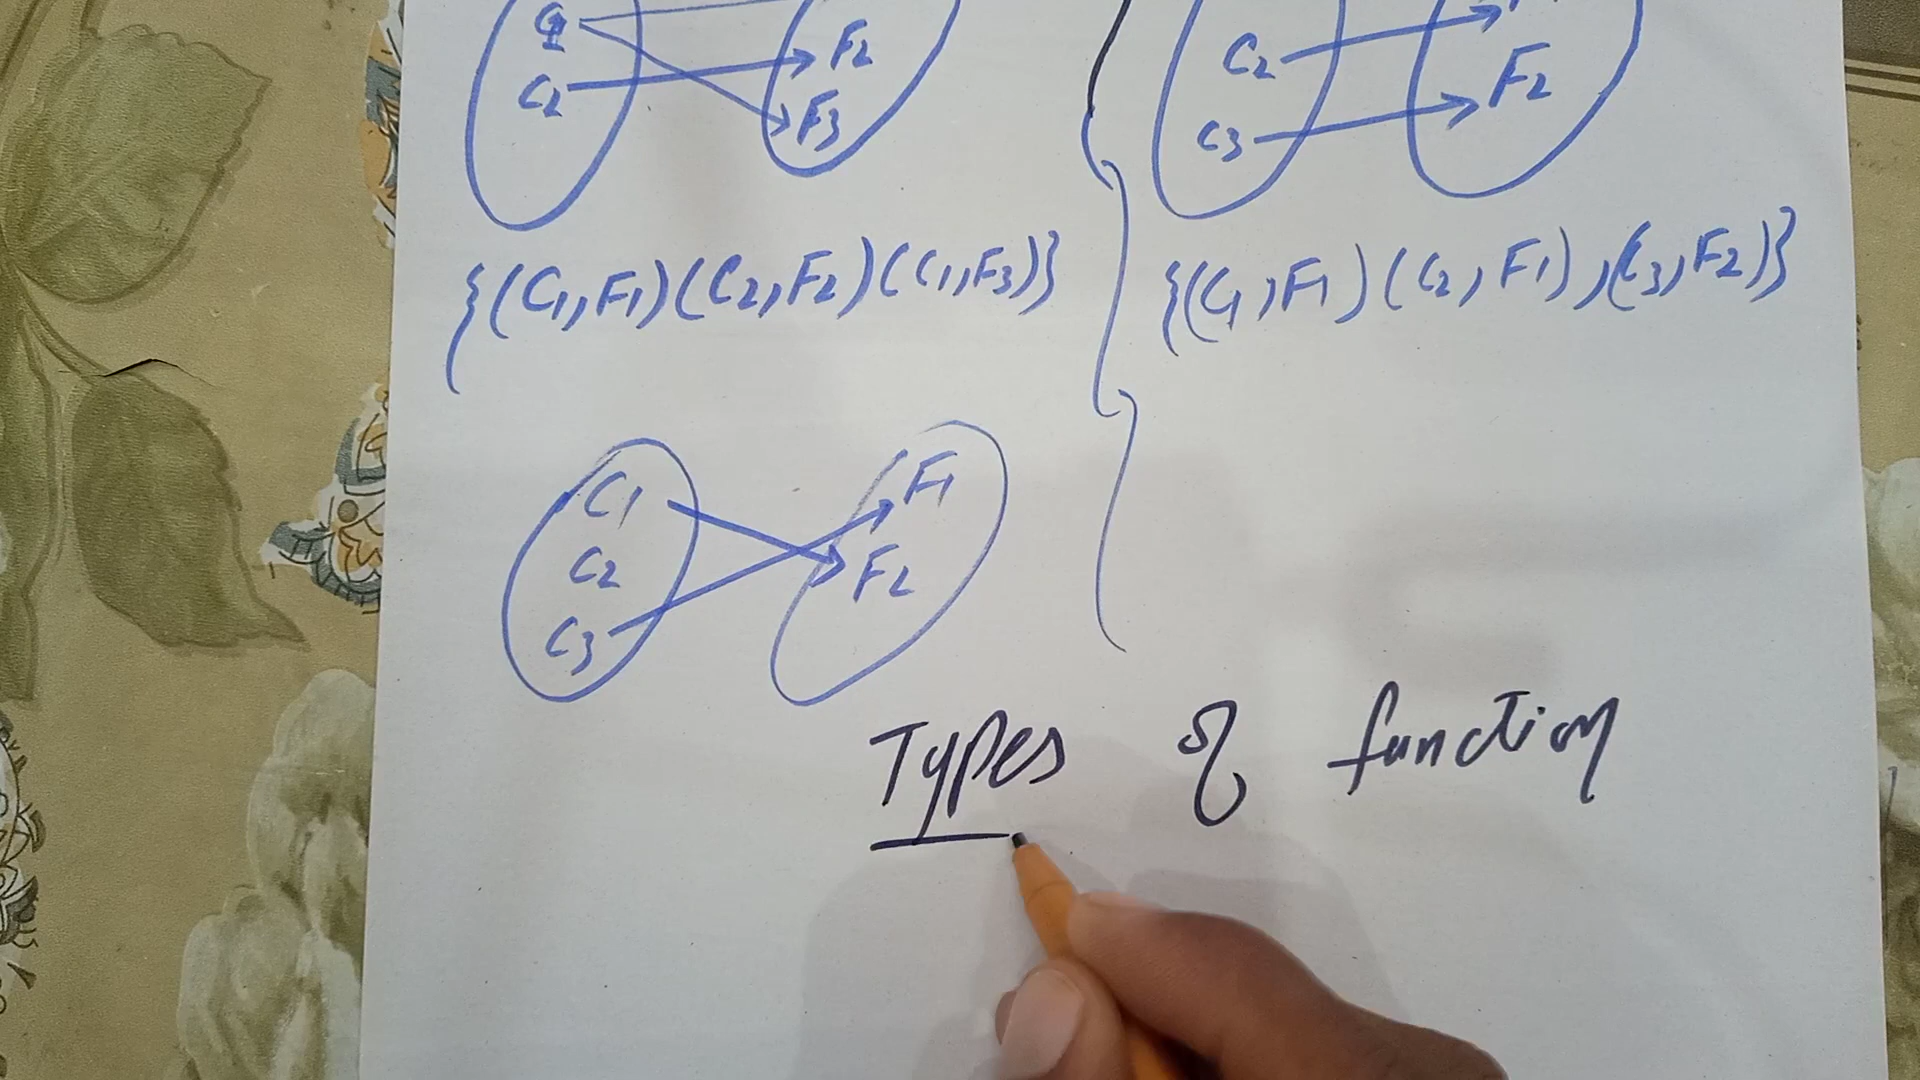 C1
C2
F2
F3
C2
C3
F2
{(C1,F1)(C2,F2)(C1,F3)}
{(C1,F1)(C2,F1),(C3,F2)}
C1
C2
C3
F1
F2
Types of function